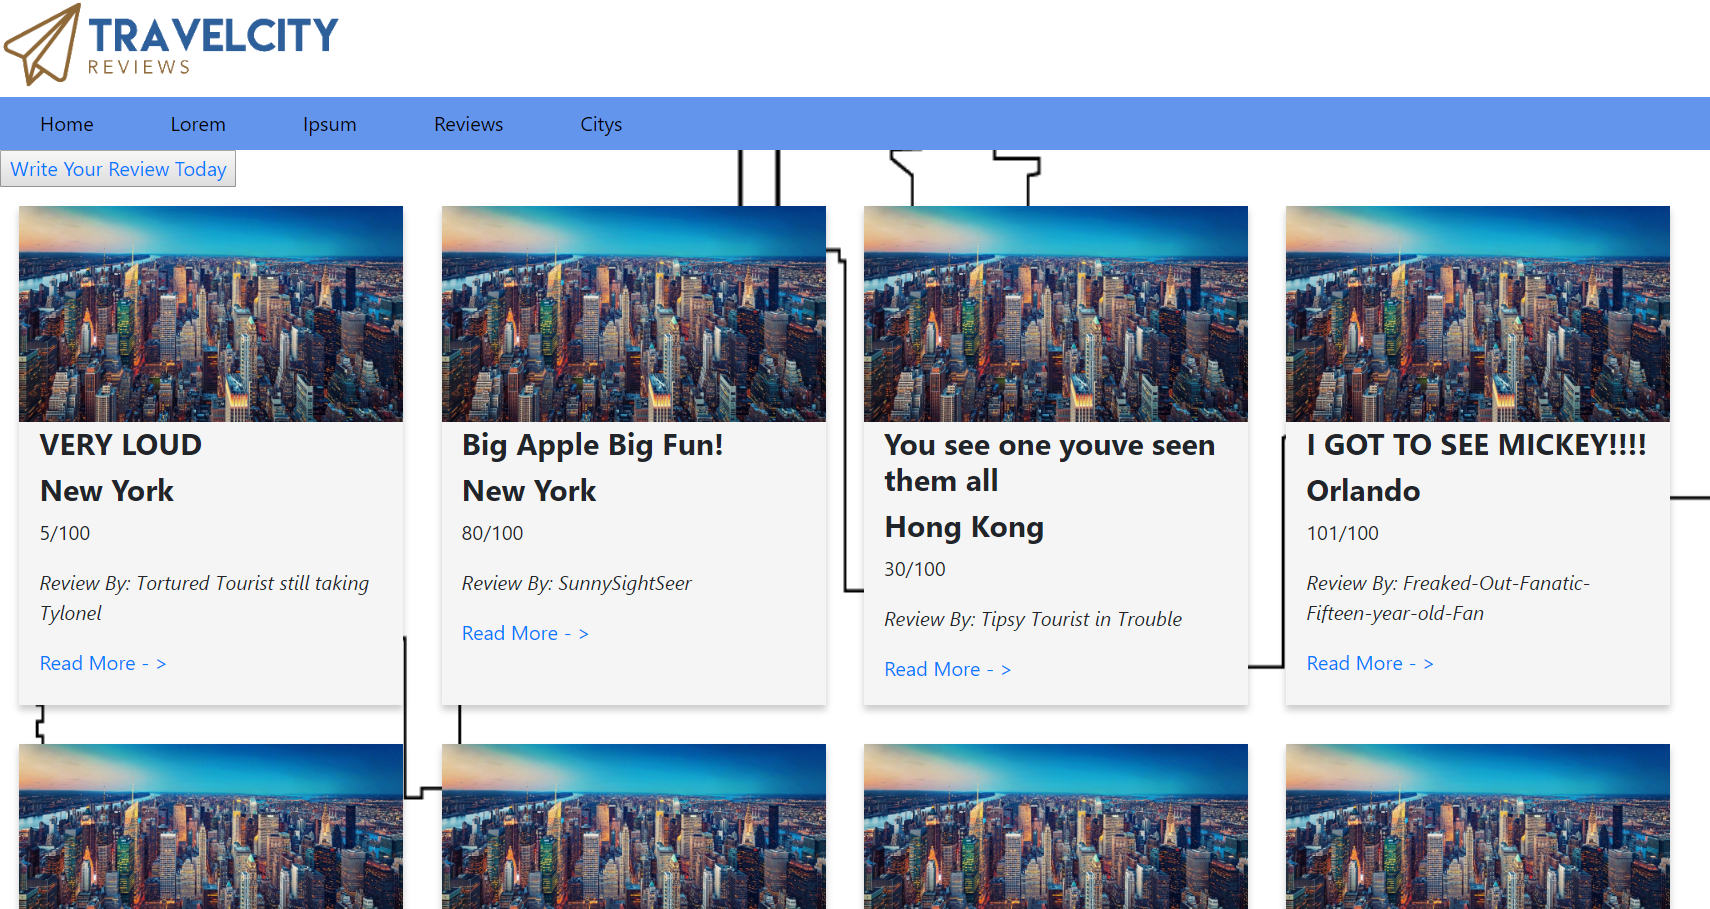 TRAVELCITY
REVIEWS
Home Lorem Ipsum Reviews Citys
Write Your Review Today
VERY LOUD
New York
5/100
Review By: Tortured Tourist still taking
Tylonel
Read More - >
Big Apple Big Fun!
New York
80/100
Review By: SunnySightSeer
Read More - >
You see one youve seen
them all
Hong Kong
30/100
Review By: Tipsy Tourist in Trouble
Read More - >
I GOT TO SEE MICKEY!!!!
Orlando
101/100
Review By: Freaked-Out-Fanatic-
Fifteen-year-old-Fan
Read More - >